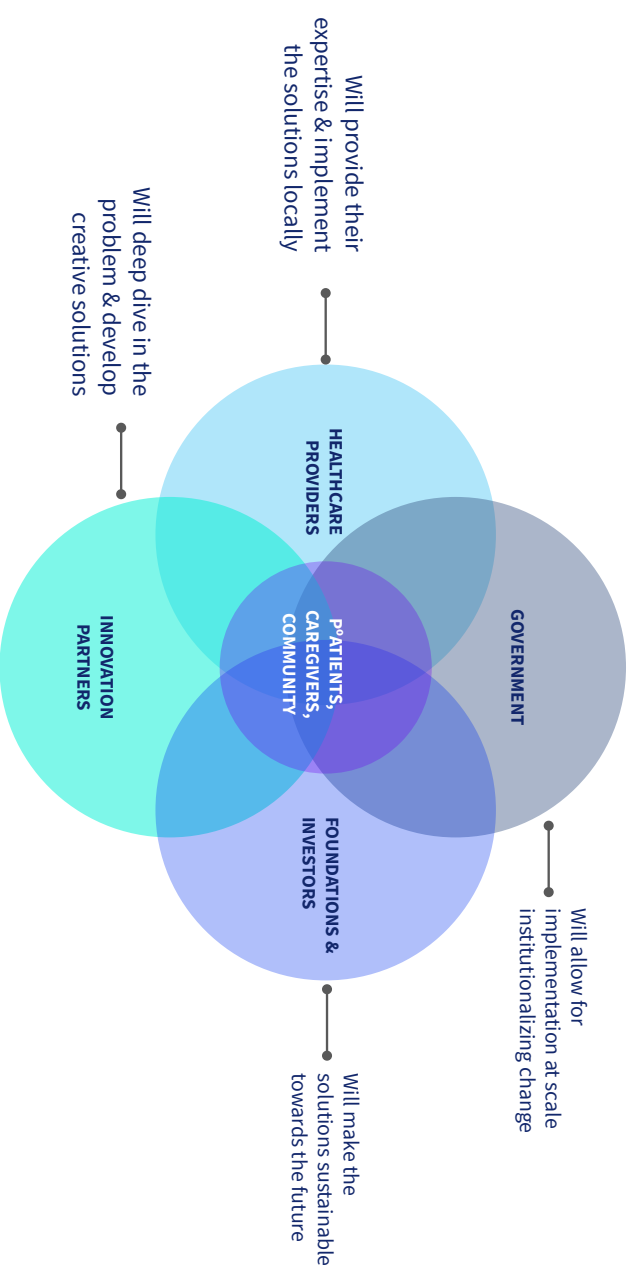 GOVERNMENT
Will allow for
implementation at scale
institutionalizing change
Will provide their
expertise & implement
the solutions locally
HEALTHCARE
PROVIDERS
PºATIENTS,
CAREGIVERS,
COMMUNITY
FOUNDATIONS &
INVESTORS
Will make the
solutions sustainable
towards the future
Will deep dive in the
problem & develop
creative solutions
INNOVATION
PARTNERS